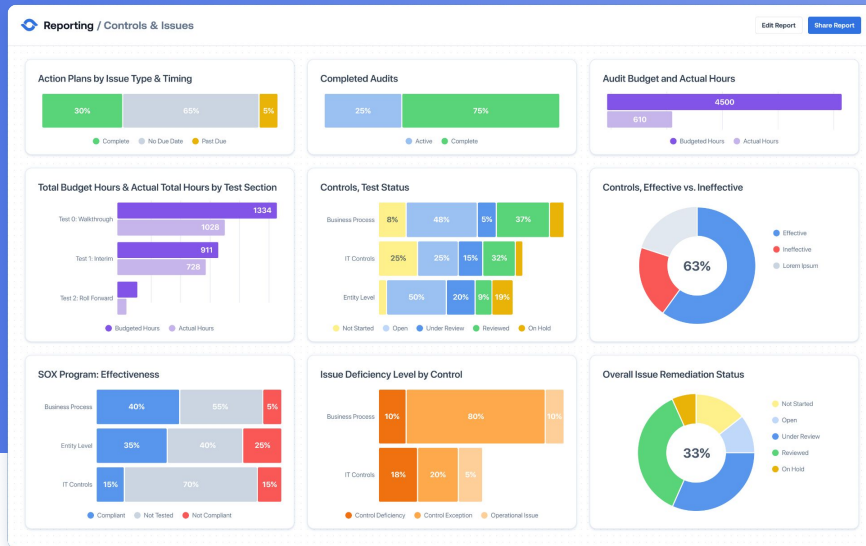 Reporting / Controls & Issues
Edit Report
Share Report
Action Plans by Issue Type & Timing
30% 65% 5%
Complete No Due Date Past Due
Completed Audits
25% 75%
Active Complete
Audit Budget and Actual Hours
4500
610
Budgeted Hours Actual Hours
Total Budget Hours & Actual Total Hours by Test Section
Test 0: Walkthrough 1334
1028
Test 1: Interim 911
728
Test 2: Roll Forward
Budgeted Hours Actual Hours
Controls, Test Status
Business Process 8% 48% 5% 37%
IT Controls 25% 25% 15% 32%
Entity Level 50% 20% 9% 19%
Not Started Open Under Review Reviewed On Hold
Controls, Effective vs. Ineffective
63%
Effective
Ineffective
Lorem Ipsum
SOX Program: Effectiveness
Business Process 40% 55% 5%
Entity Level 35% 40% 25%
IT Controls 15% 70% 15%
Compliant Not Tested Not Compliant
Issue Deficiency Level by Control
Business Process 10% 80% 10%
IT Controls 18% 20% 5%
Control Deficiency Control Exception Operational Issue
Overall Issue Remediation Status
33%
Not Started
Open
Under Review
Reviewed
On Hold